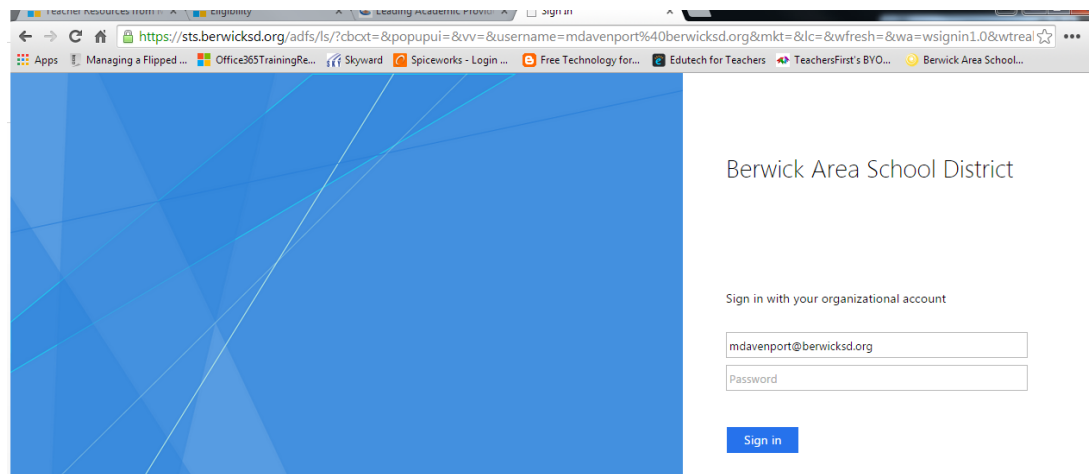 Teacher Resources from Eligibility Leading Academic Provid Sign In
https://sts.berwicksd.org/adfs/ls/?cbcxt=&popupui=&vv=&username=mdavenport%40berwicksd.org&mkt=&lc=&wfresh=&wa=wsignin1.0&wtreal
Apps Managing a Flipped ... Office365TrainingRe... Skyward Spiceworks - Login ... Free Technology for... Edutech for Teachers TeachersFirst's BYO... Berwick Area School...
Berwick Area School District
Sign in with your organizational account
mdavenport@berwicksd.org
Password
Sign in